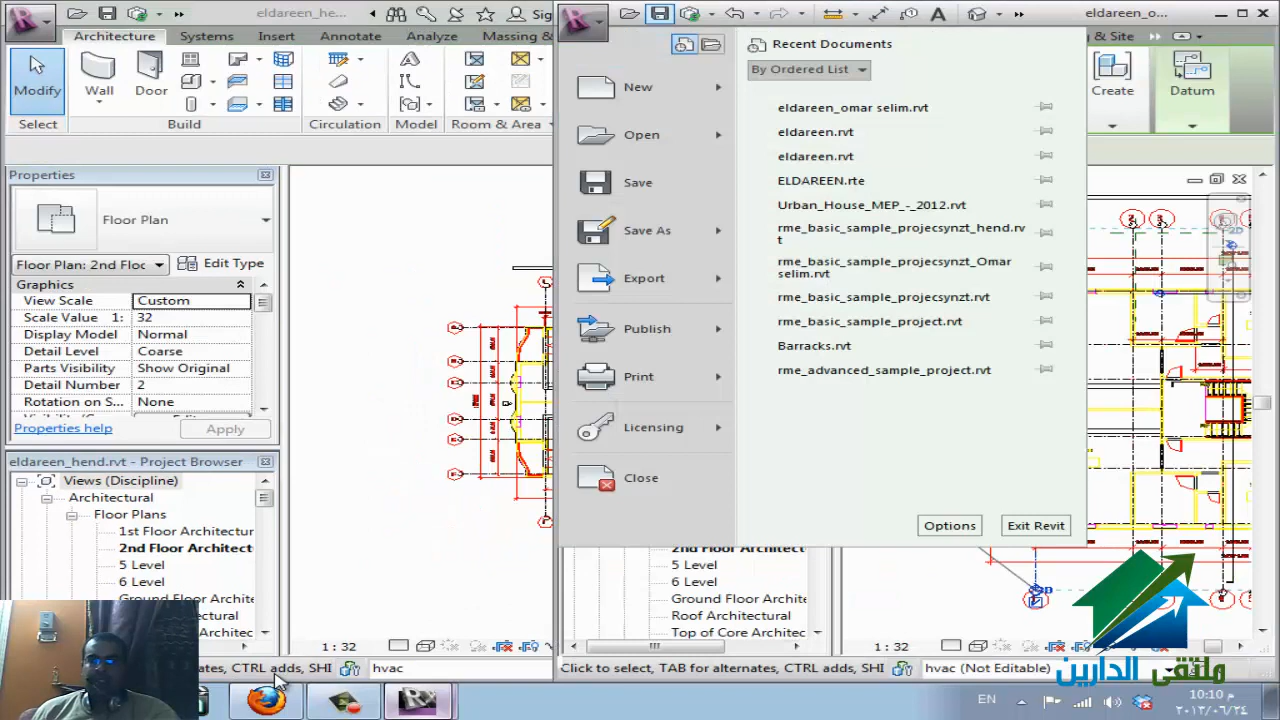 eldareen_he...
Sig
eldareen_o...
Architecture
Systems
Insert
Annotate
Analyze
Massing &
& Site
Modify
Wall
Door
Create
Datum
Select
Build
Circulation
Model
Room & Area
Recent Documents
By Ordered List
New
Open
Save
Save As
Export
Publish
Print
Licensing
Close
eldareen_omar selim.rvt
eldareen.rvt
eldareen.rvt
ELDAREEN.rte
Urban_House_MEP_-_2012.rvt
rme_basic_sample_projecsynzt_hend.rv
t
rme_basic_sample_projecsynzt_Omar
selim.rvt
rme_basic_sample_projecsynzt.rvt
rme_basic_sample_project.rvt
Barracks.rvt
rme_advanced_sample_project.rvt
Options
Exit Revit
Properties
Floor Plan
Floor Plan: 2nd Floc
Edit Type
Graphics
View Scale
Custom
Scale Value 1:
32
Display Model
Normal
Detail Level
Coarse
Parts Visibility
Show Original
Detail Number
2
Rotation on S...
None
Properties help
Apply
eldareen_hend.rvt - Project Browser
Views (Discipline)
Architectural
Floor Plans
1st Floor Architectur
2nd Floor Architect
5 Level
6 Level
Ground Floor Archite
2nd Floor Architect
5 Level
6 Level
Ground Floor Archite
Roof Architectural
Top of Core Architect
2D
1 : 32
1 : 32
ates, CTRL adds, SHI
hvac
Click to select, TAB for alternates, CTRL adds, SHI
hvac (Not Editable)
ملتقى الدارين
EN
10:10 م
٢٠١٣/٠٦/٢٤